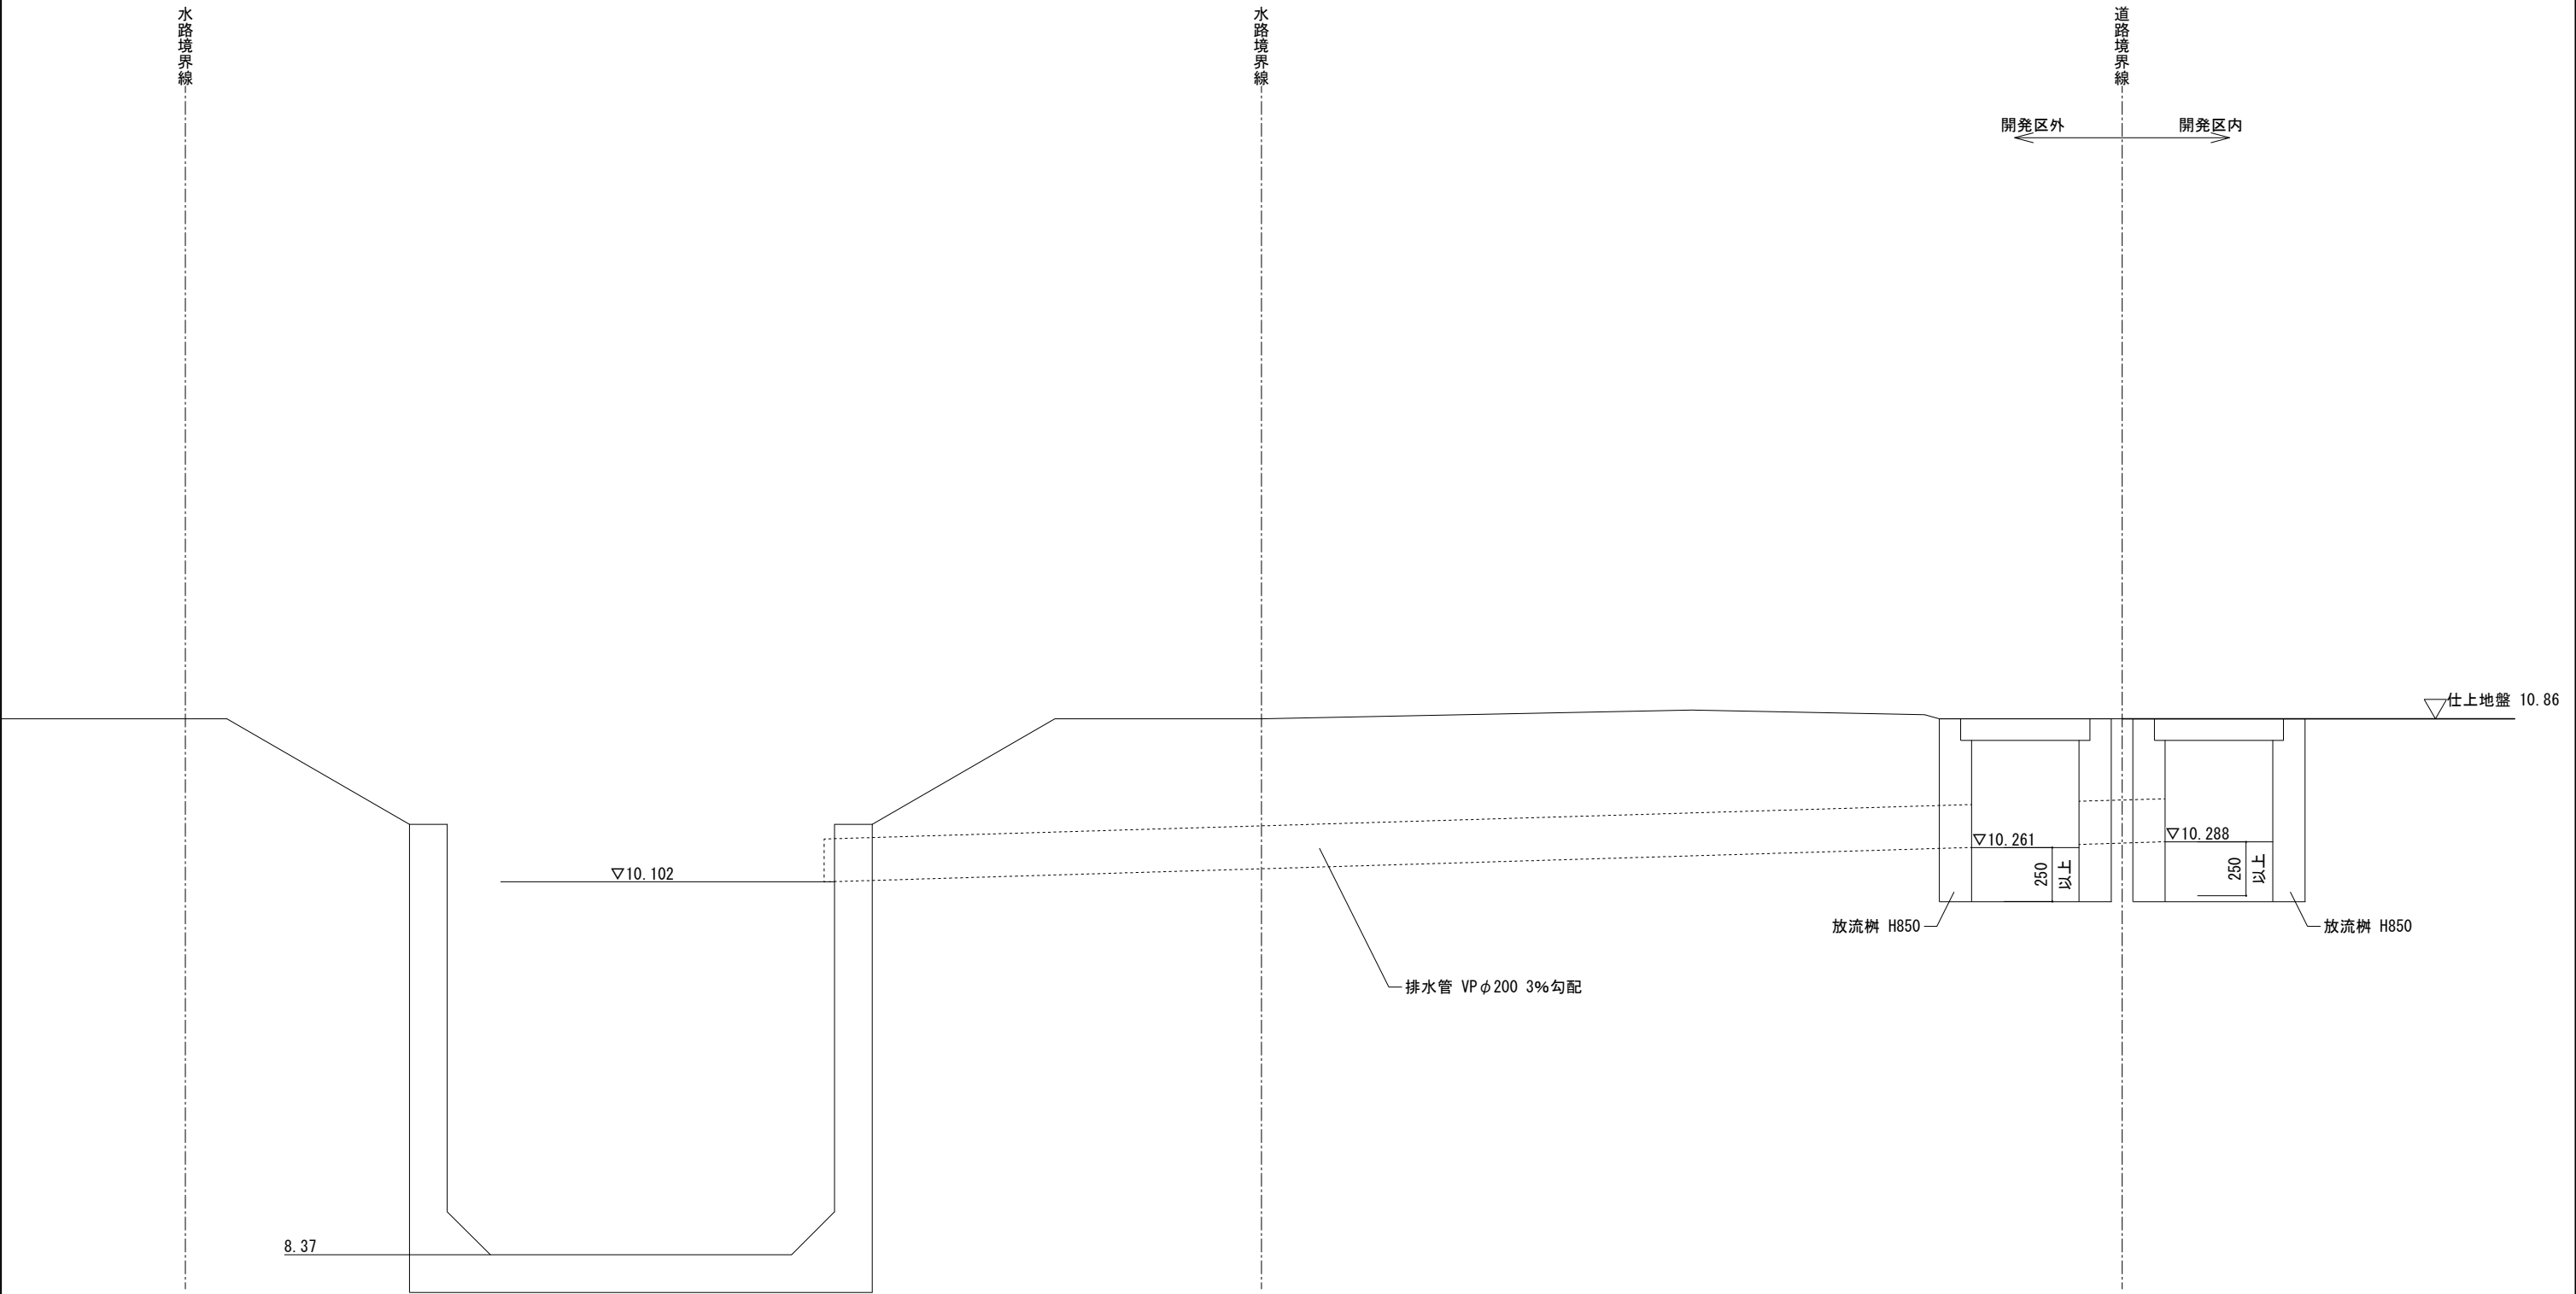 水路境界線
水路境界線
道路境界線
開発区外
開発区内
仕上地盤 10.86
▽10.102
▽10.261
▽10.288
250
以上
250
以上
放流桝 H850
放流桝 H850
排水管 VPφ200 3%勾配
8.37